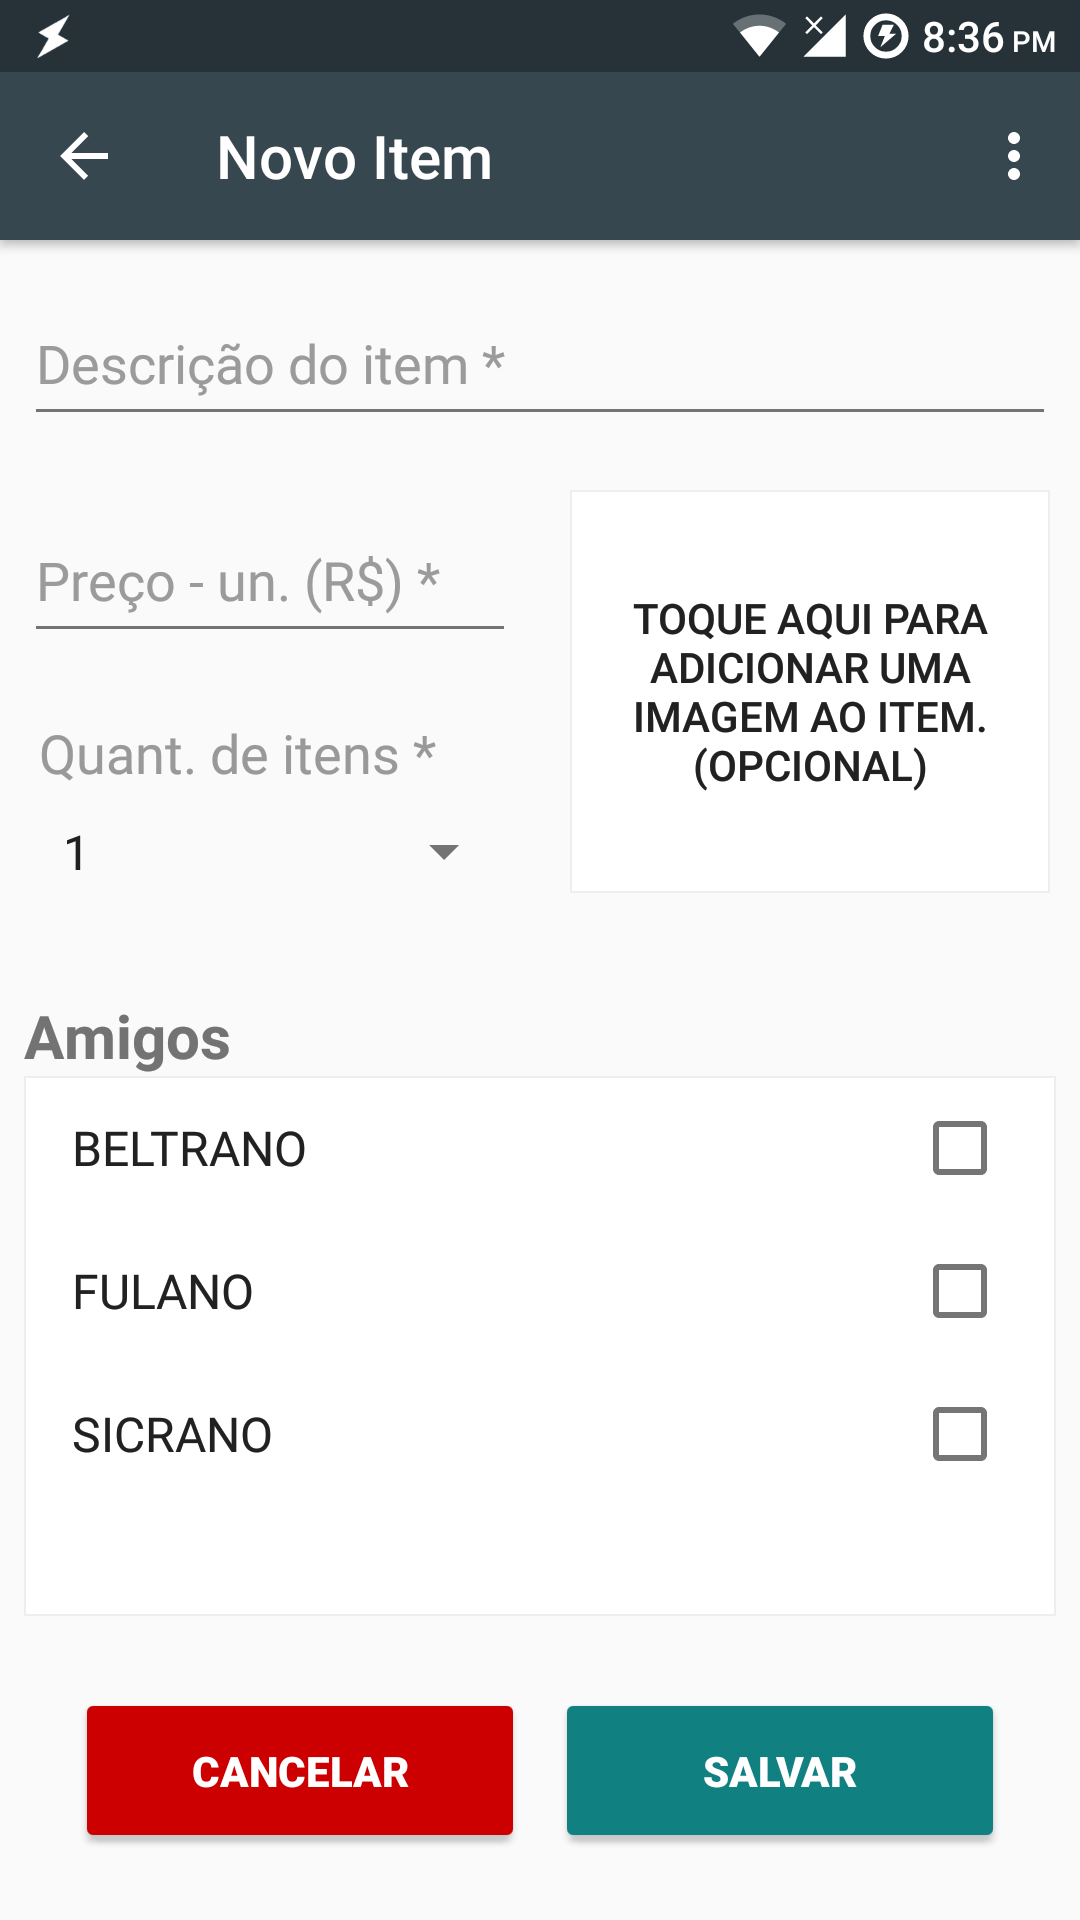 8:36 PM
Novo Item
Descrição do item *
Preço - un. (R$) *
TOQUE AQUI PARA
ADICIONAR UMA
IMAGEM AO ITEM.
(OPCIONAL)
Quant. de itens *
1
Amigos
BELTRANO
FULANO
SICRANO
CANCELAR
SALVAR